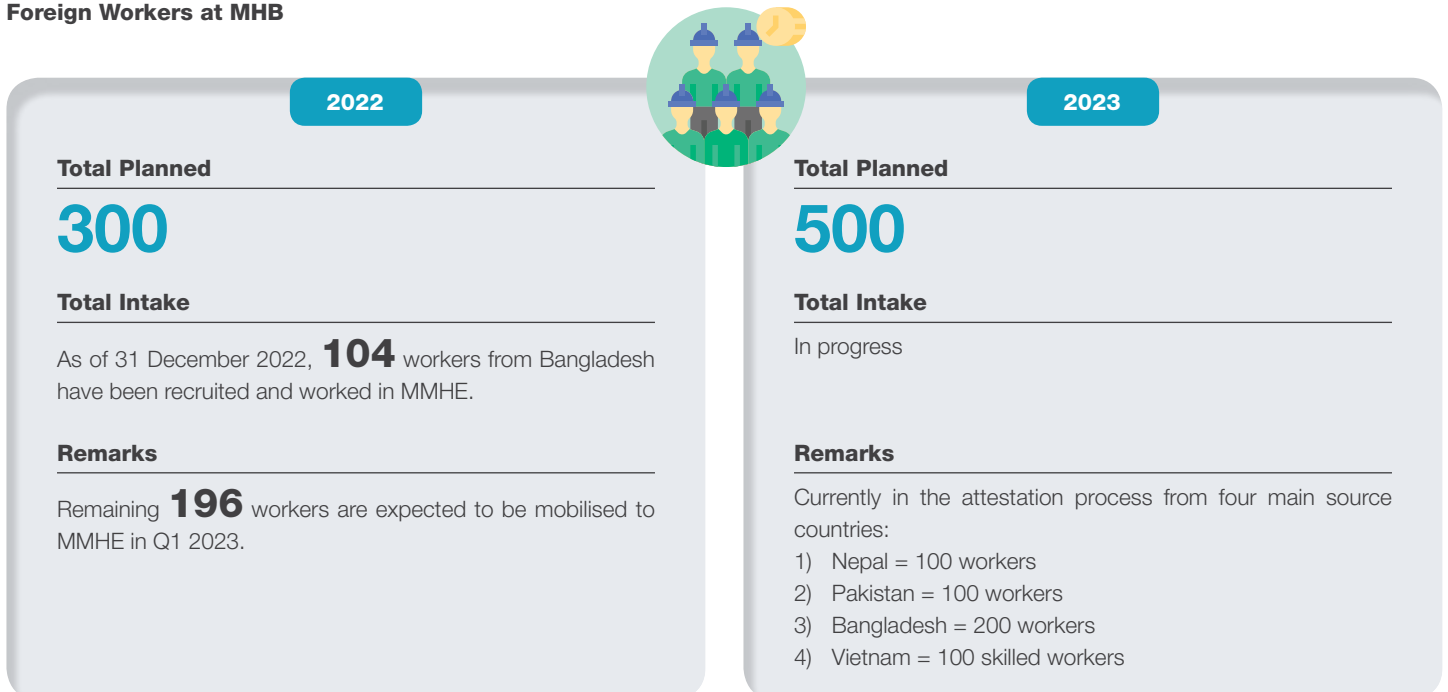 Foreign Workers at MHB
2022
Total Planned
300
Total Intake
As of 31 December 2022, 104 workers from Bangladesh
have been recruited and worked in MMHE.
Remarks
Remaining 196 workers are expected to be mobilised to
MMHE in Q1 2023.
2023
Total Planned
500
Total Intake
In progress
Remarks
Currently in the attestation process from four main source
countries:
1) Nepal = 100 workers
2) Pakistan = 100 workers
3) Bangladesh = 200 workers
4) Vietnam = 100 skilled workers